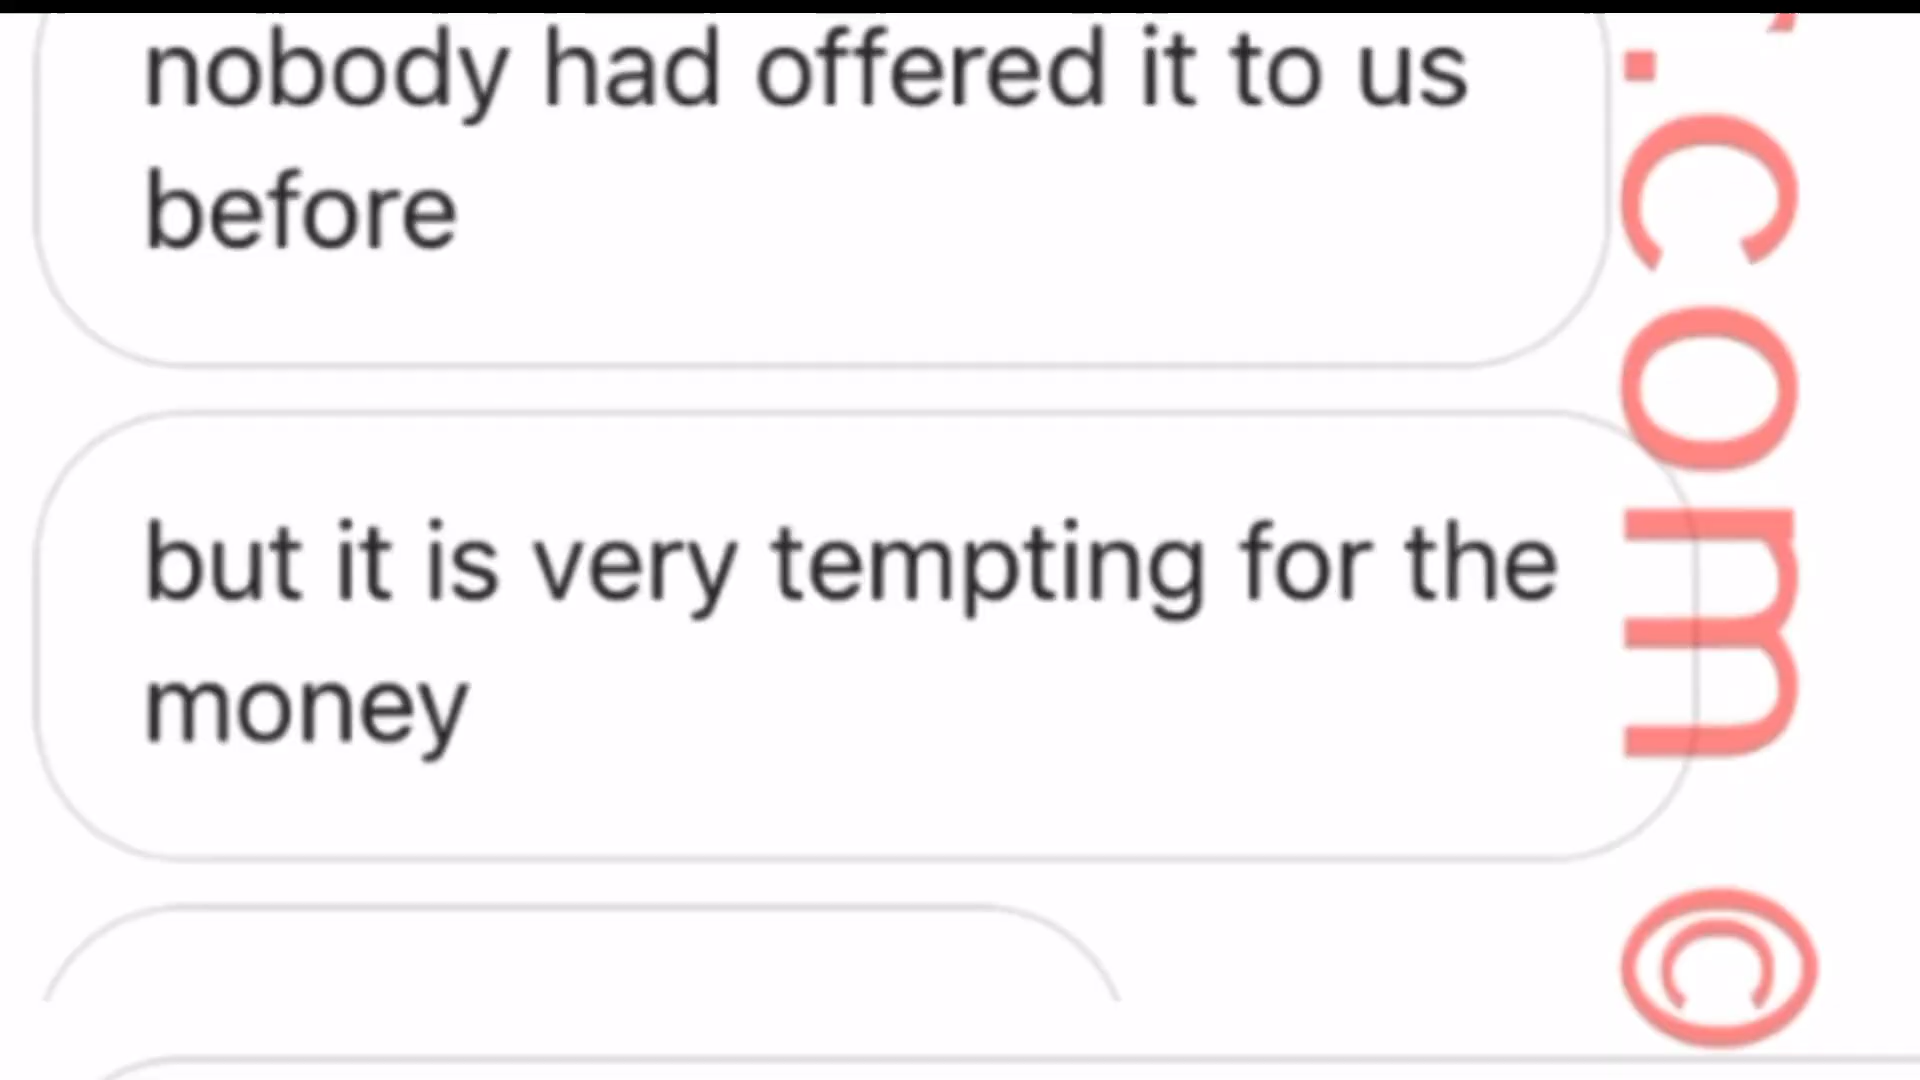 nobody had offered it to us
before
but it is very tempting for the
money
.com ©